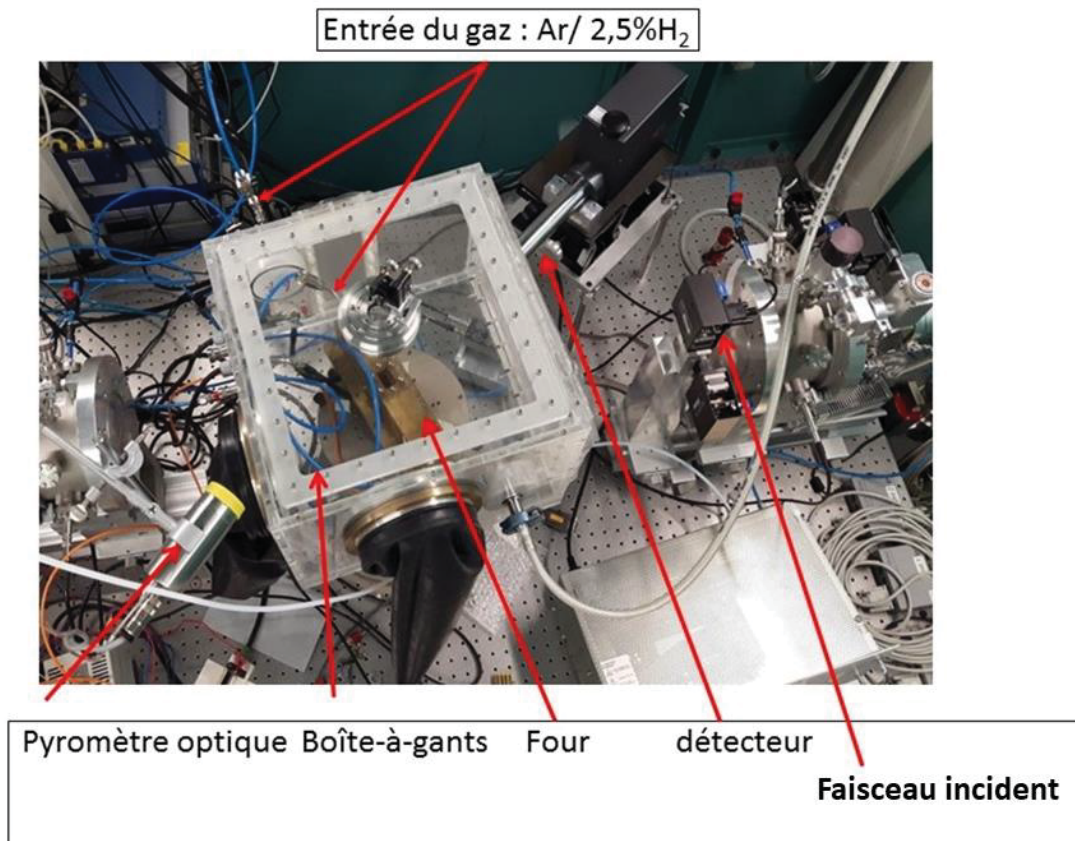 Entrée du gaz : Ar/ 2,5%H₂
Pyromètre optique Boîte-à-gants Four détecteur
Faisceau incident